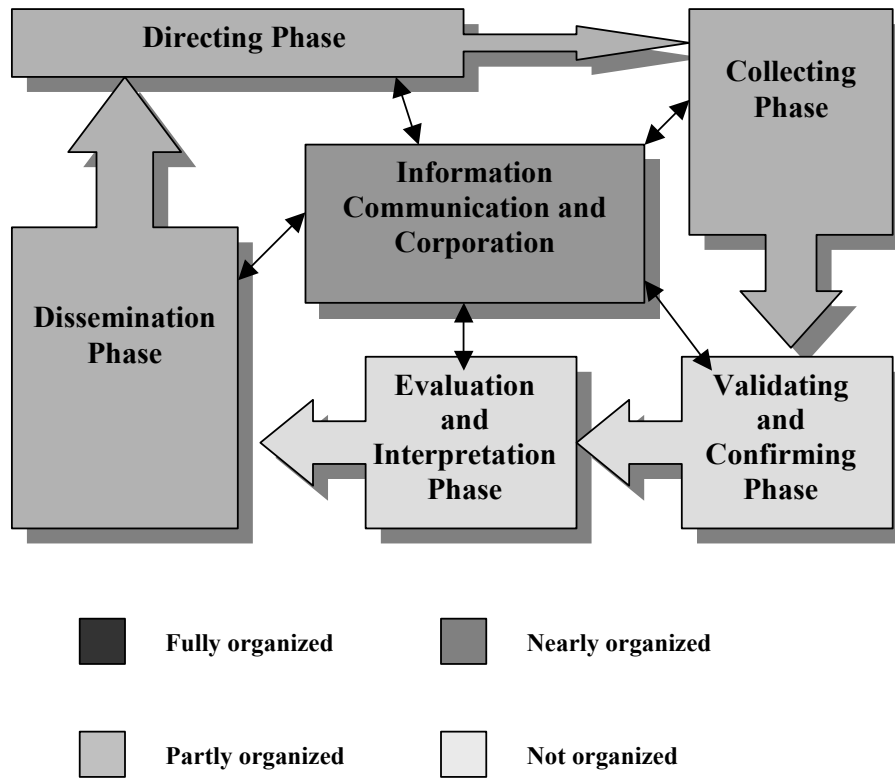 Directing Phase
Collecting
Phase
Information
Communication and
Corporation
Dissemination
Phase
Evaluation
and
Interpretation
Phase
Validating
and
Confirming
Phase
Fully organized
Nearly organized
Partly organized
Not organized